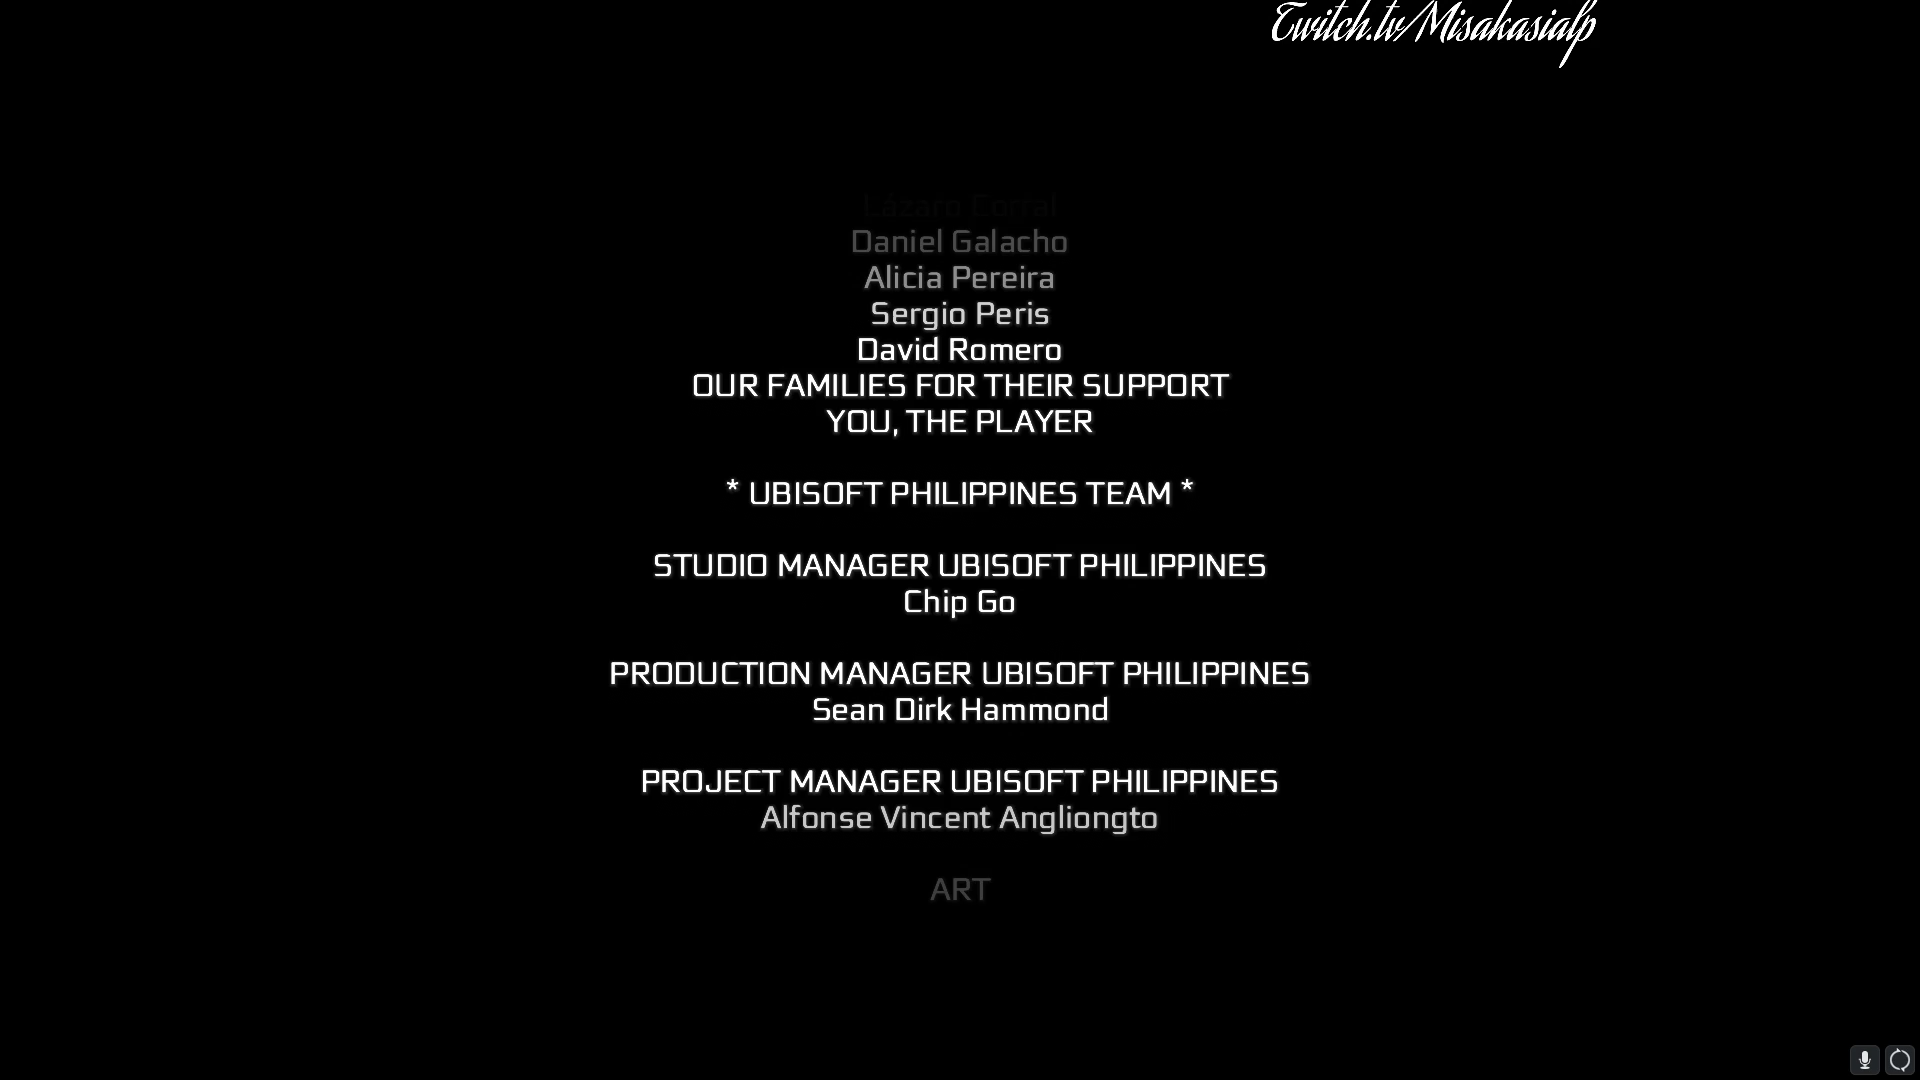 Twitch.tv/Misakasialp
Lázaro Corral
Daniel Galacho
Alicia Pereira
Sergio Peris
David Romero
OUR FAMILIES FOR THEIR SUPPORT
YOU, THE PLAYER
* UBISOFT PHILIPPINES TEAM *
STUDIO MANAGER UBISOFT PHILIPPINES
Chip Go
PRODUCTION MANAGER UBISOFT PHILIPPINES
Sean Dirk Hammond
PROJECT MANAGER UBISOFT PHILIPPINES
Alfonse Vincent Angliongto
ART